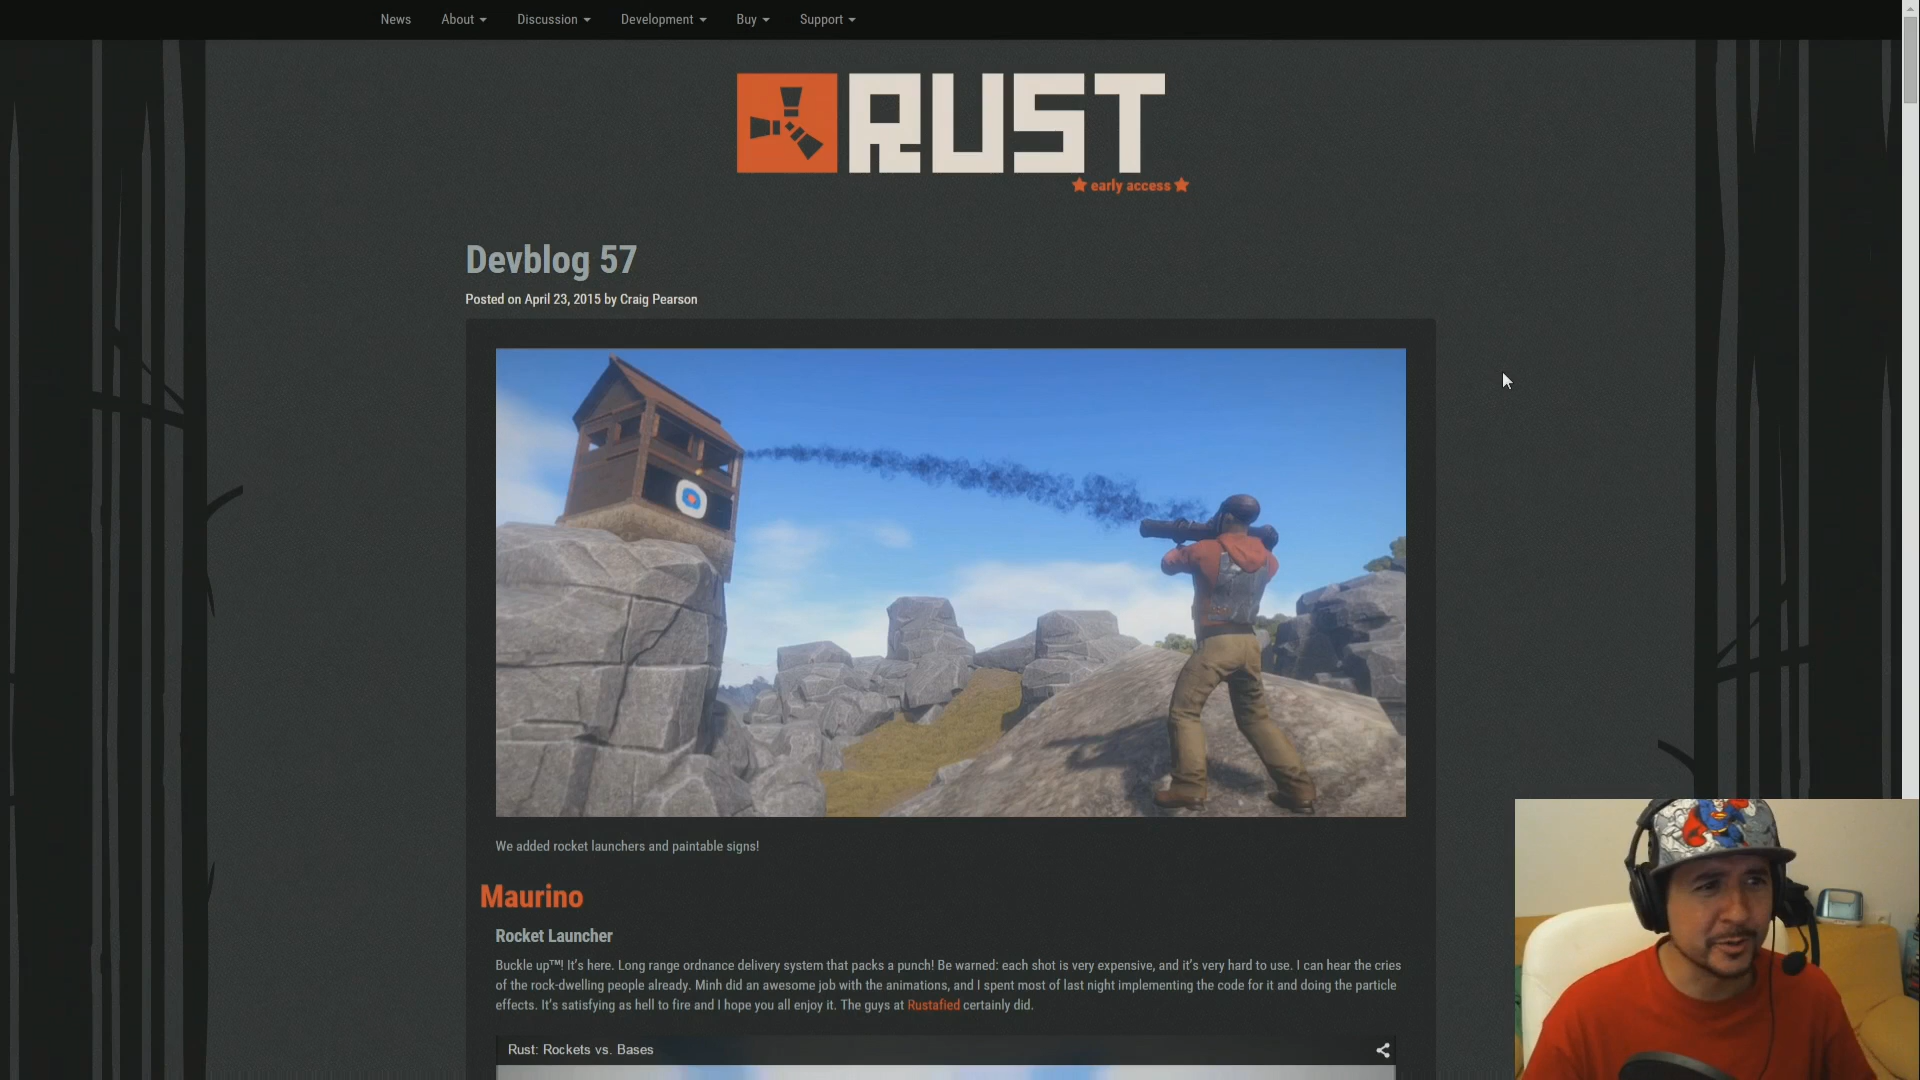 News About Discussion Development Buy Support
RUST
early access
Devblog 57
Posted on April 23, 2015 by Craig Pearson
We added rocket launchers and paintable signs!
Maurino
Rocket Launcher
Buckle up™! It's here. Long range ordnance delivery system that packs a punch! Be warned: each shot is very expensive, and it's very hard to use. I can hear the cries
of the rock-dwelling people already. Minh did an awesome job with the animations, and I spent most of last night implementing the code for it and doing the particle
effects. It's satisfying as hell to fire and I hope you all enjoy it. The guys at Rustafied certainly did.
Rust: Rockets vs. Bases